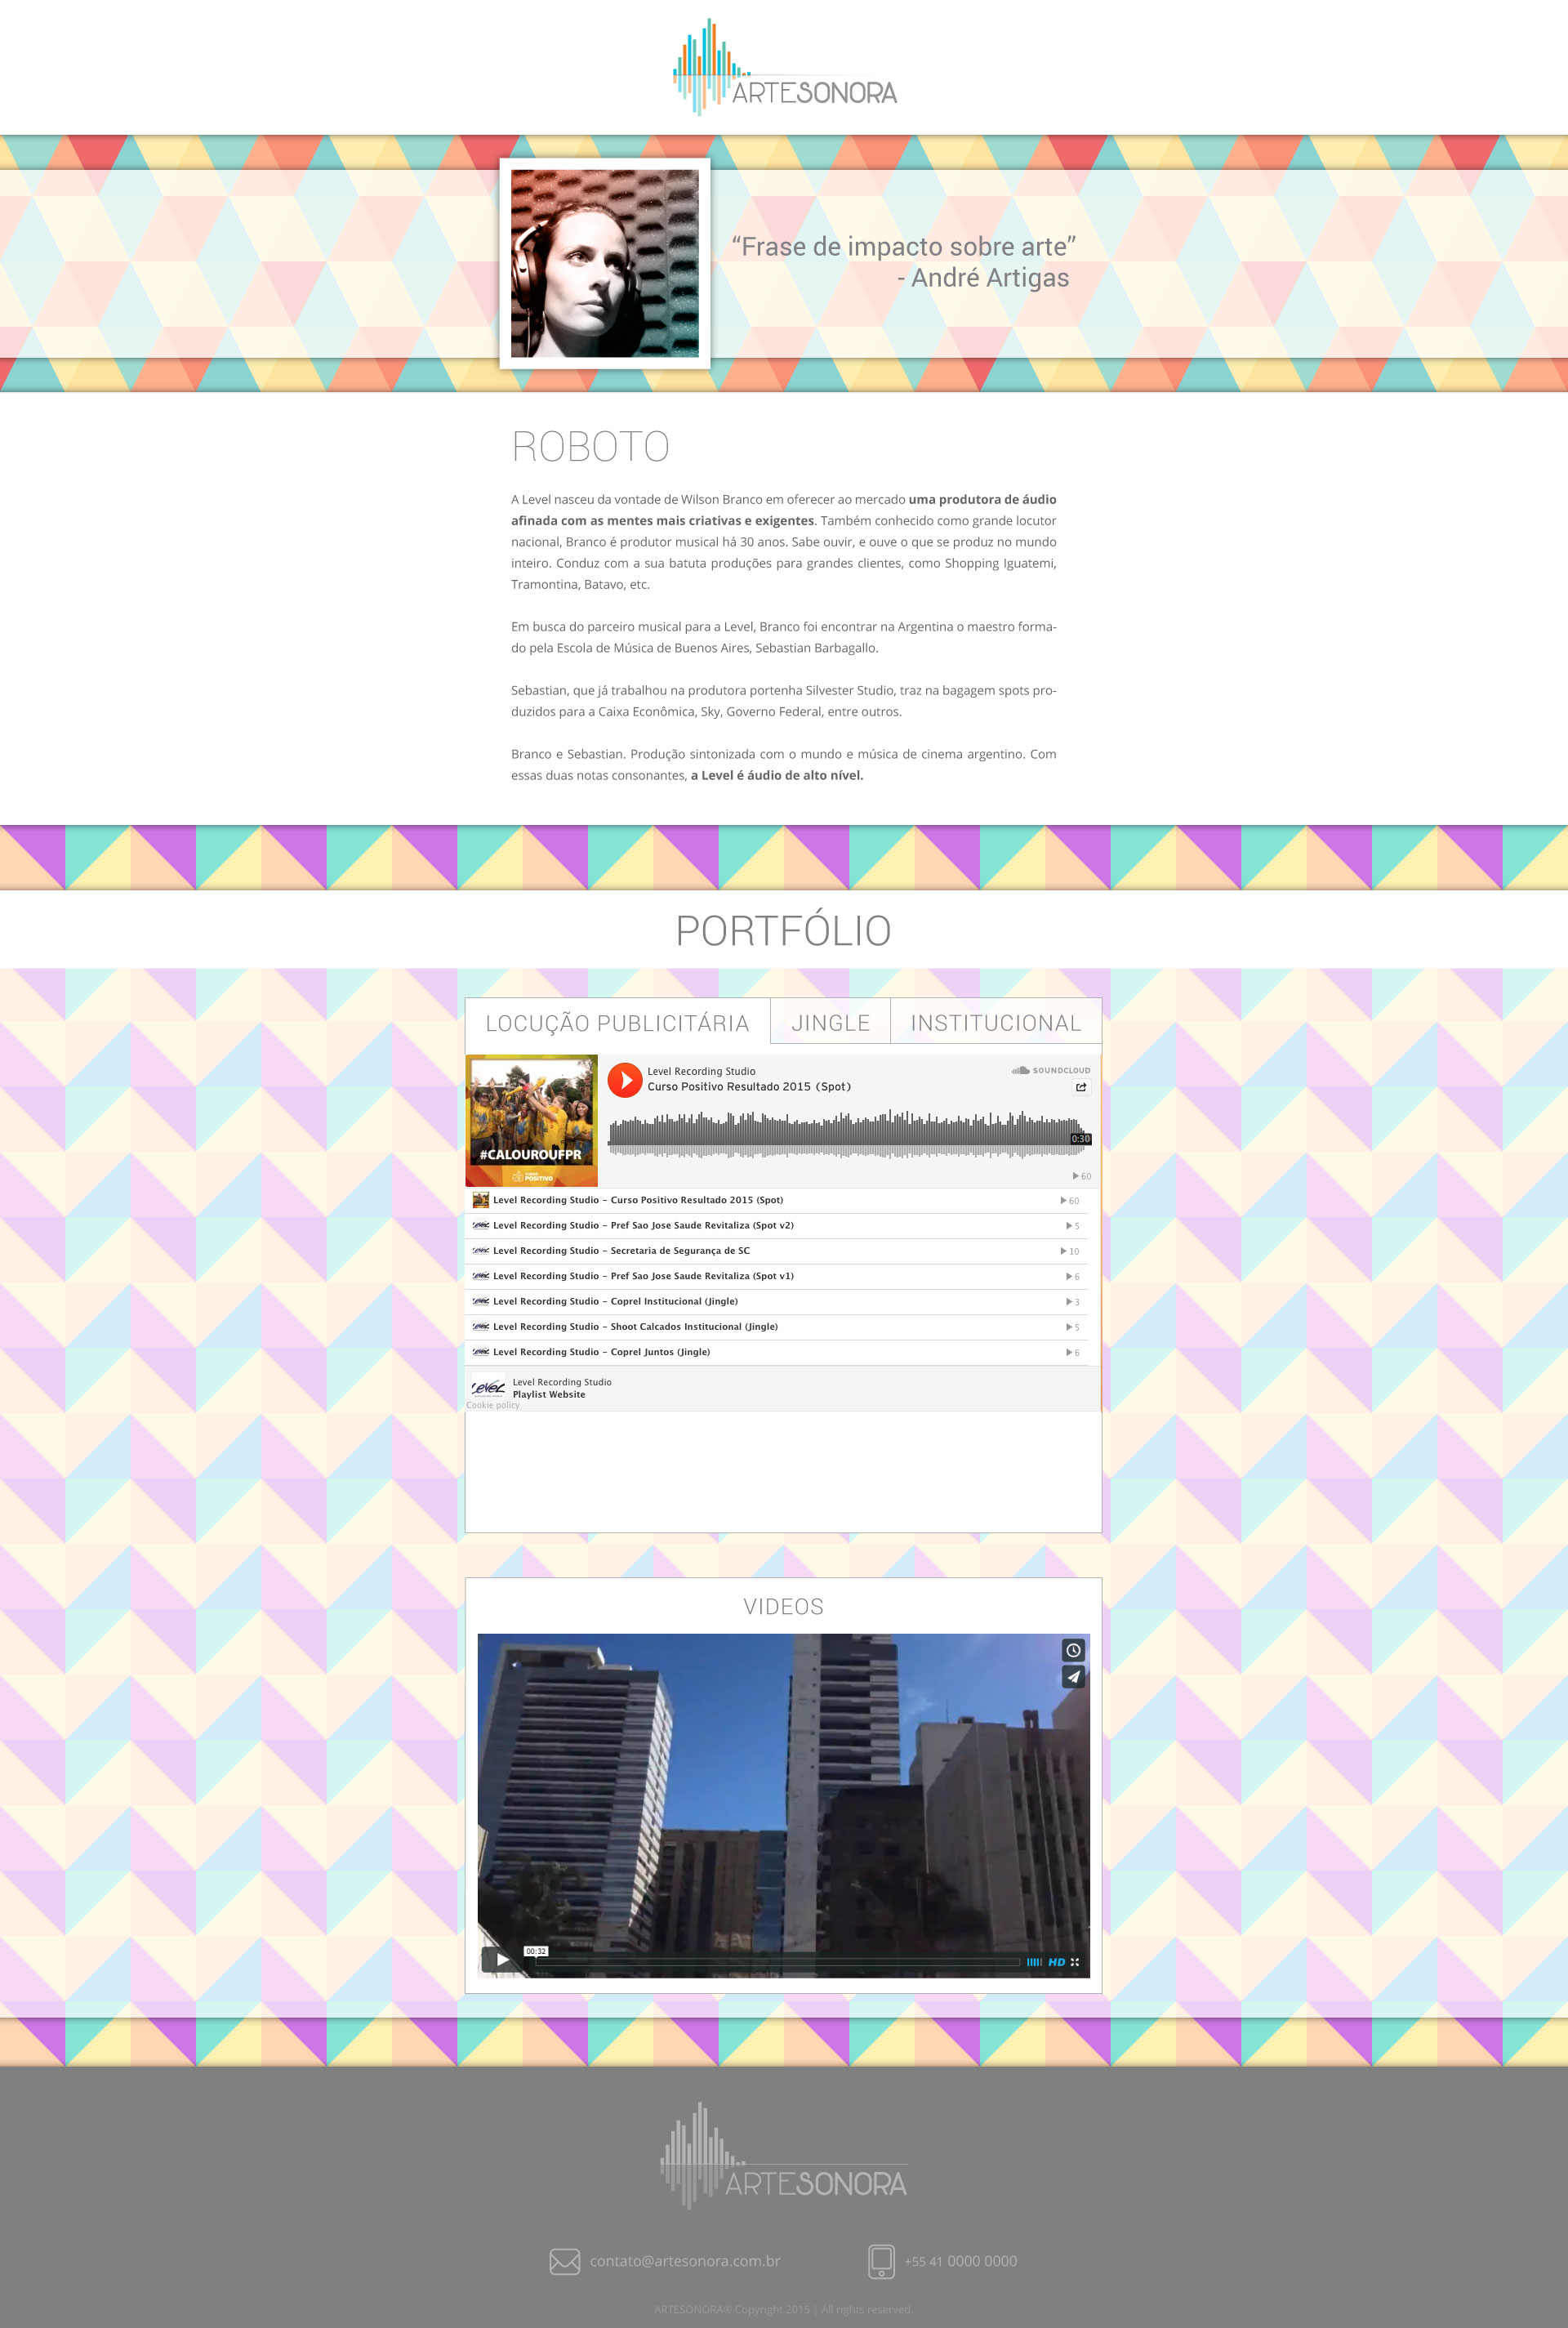 ARTESONORA
“Frase de impacto sobre arte”
- André Artigas
ROBOTO
A Level nasceu da vontade de Wilson Branco em oferecer ao mercado uma produtora de áudio
afinada com as mentes mais criativas e exigentes. Também conhecido como grande locutor
nacional, Branco é produtor musical há 30 anos. Sabe ouvir, e ouve o que se produz no mundo
inteiro. Conduz com a sua batuta produções para grandes clientes, como Shopping Iguatemi,
Tramontina, Batavo, etc.
Em busca do parceiro musical para a Level, Branco foi encontrar na Argentina o maestro forma-
do pela Escola de Música de Buenos Aires, Sebastian Barbagallo.
Sebastian, que já trabalhou na produtora portenha Silvester Studio, traz na bagagem spots pro-
duzidos para a Caixa Econômica, Sky, Governo Federal, entre outros.
Branco e Sebastian. Produção sintonizada com o mundo e música de cinema argentino. Com
essas duas notas consonantes, a Level é áudio de alto nível.
PORTFÓLIO
LOCUÇÃO PUBLICITÁRIA JINGLE INSTITUCIONAL
Level Recording Studio
SOUNDCLOUD
Curso Positivo Resultado 2015 (Spot)
#CALOUROUFPR
POSITIVO
0:30
60
Level Recording Studio – Curso Positivo Resultado 2015 (Spot) 60
Level Recording Studio – Pref Sao Jose Saude Revitaliza (Spot v2) 5
Level Recording Studio – Secretaria de Segurança de SC 10
Level Recording Studio – Pref Sao Jose Saude Revitaliza (Spot v1) 6
Level Recording Studio – Coprel Institucional (Jingle) 3
Level Recording Studio – Shoot Calcados Institucional (Jingle) 5
Level Recording Studio – Coprel Juntos (Jingle) 6
LEVEL
Level Recording Studio
Playlist Website
Cookie policy
VIDEOS
00:32
HD
ARTESONORA
contato@artesonora.com.br
+55 41 0000 0000
ARTESONORA® Copyright 2015 | All rights reserved.